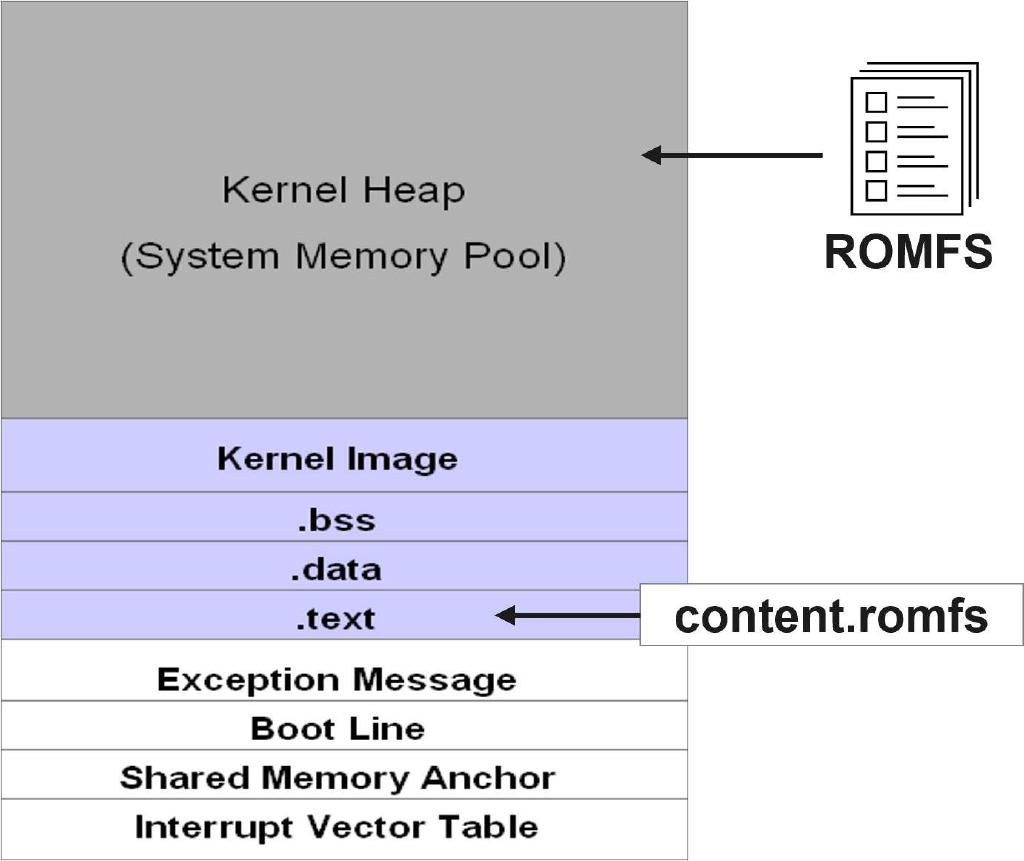 Kernel Heap
(System Memory Pool)
ROMFS
Kernel Image
.bss
.data
.text
content.romfs
Exception Message
Boot Line
Shared Memory Anchor
Interrupt Vector Table